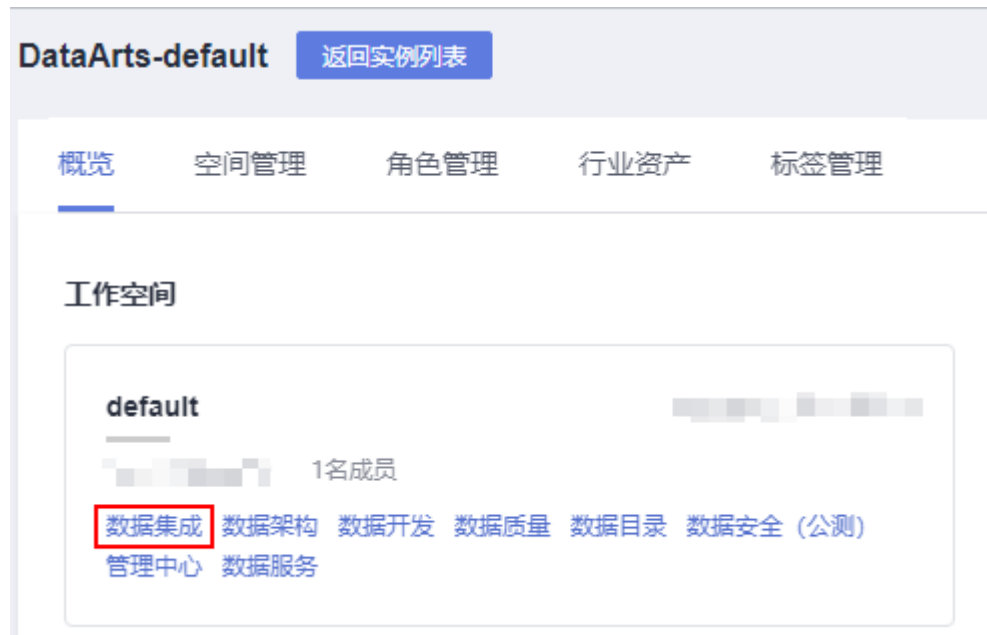 DataArts-default 返回实例列表
概览 空间管理 角色管理 行业资产 标签管理
工作空间
default
1名成员
数据集成 数据架构 数据开发 数据质量 数据目录 数据安全 (公测)
管理中心 数据服务